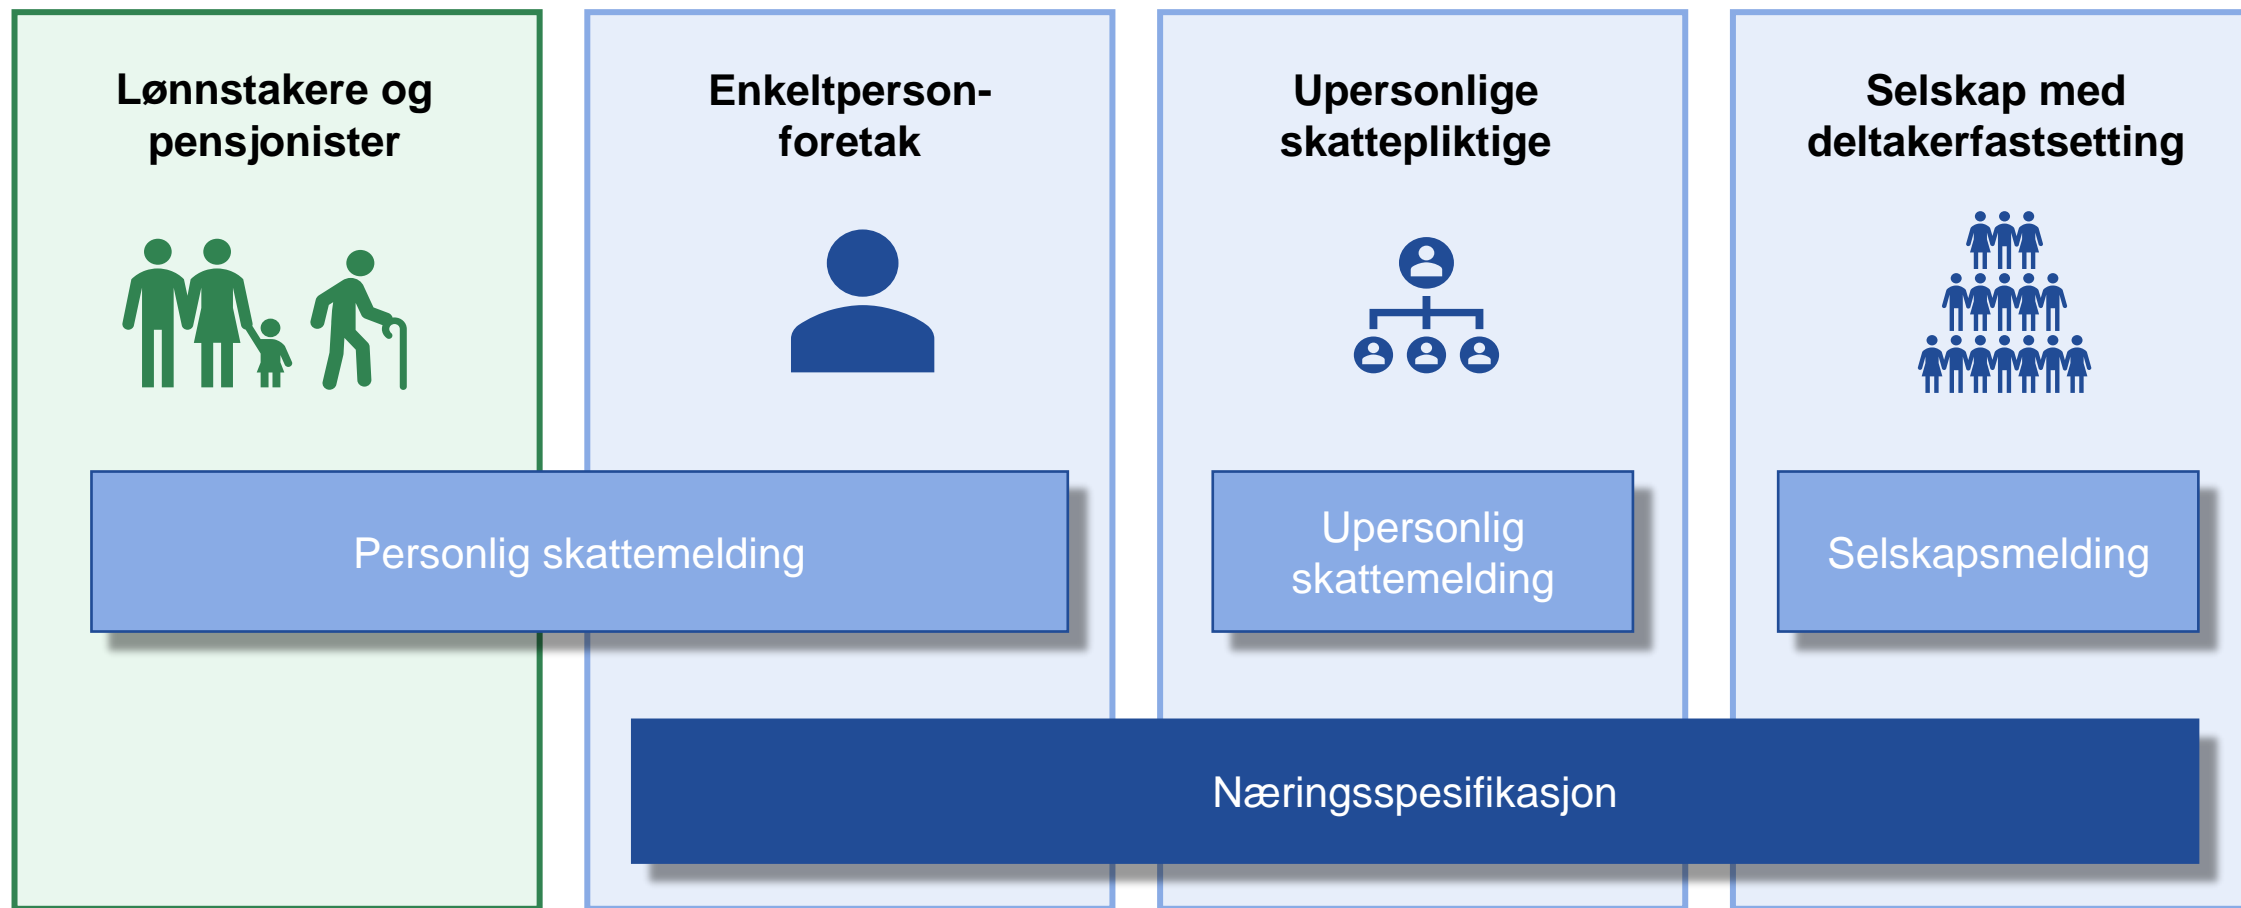 Lønnstakere og
pensjonister
Enkeltperson-
foretak
Upersonlige
skattepliktige
Selskap med
deltakerfastsetting
Personlig skattemelding
Upersonlig
skattemelding
Selskapsmelding
Næringsspesifikasjon